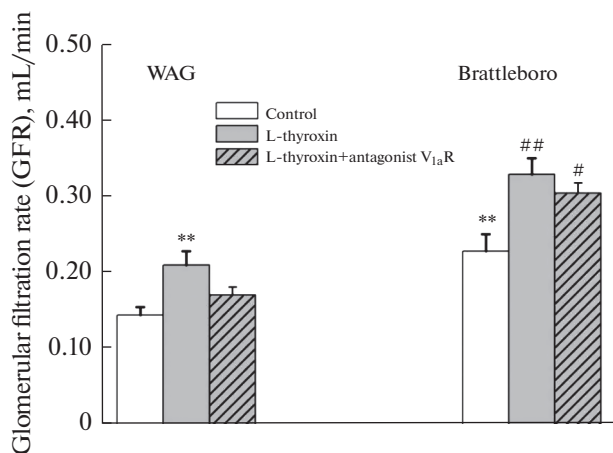 Glomerular filtration rate (GFR), mL/min
0.50
0.40
0.30
0.20
0.10
0
WAG
Brattleboro
Control
L-thyroxin
L-thyroxin+antagonist V1aR
**
**
##
#